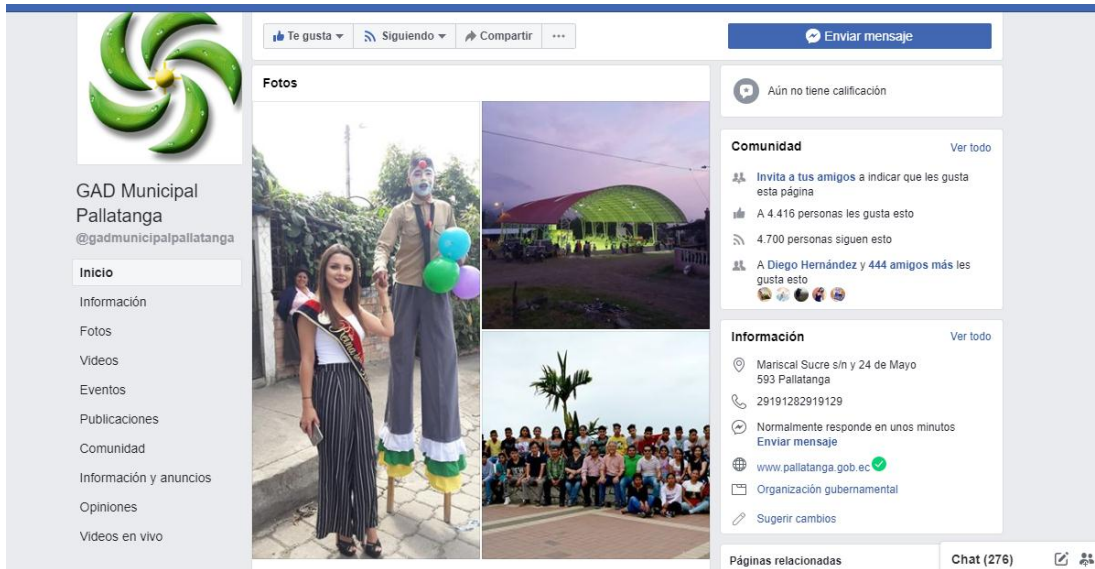 GAD Municipal
Pallatanga
@gadmunicipalpallatanga
Inicio
Información
Fotos
Videos
Eventos
Publicaciones
Comunidad
Información y anuncios
Opiniones
Videos en vivo
Te gusta
Siguiendo
Compartir
Fotos
Reina
Enviar mensaje
Aún no tiene calificación
Comunidad Ver todo
Invita a tus amigos a indicar que les gusta
esta página
A 4.416 personas les gusta esto
4.700 personas siguen esto
A Diego Hernández y 444 amigos más les
gusta esto
Información Ver todo
Mariscal Sucre s/n y 24 de Mayo
593 Pallatanga
29191282919129
Normalmente responde en unos minutos
Enviar mensaje
www.pallatanga.gob.ec
Organización gubernamental
Sugerir cambios
Páginas relacionadas
Chat (276)